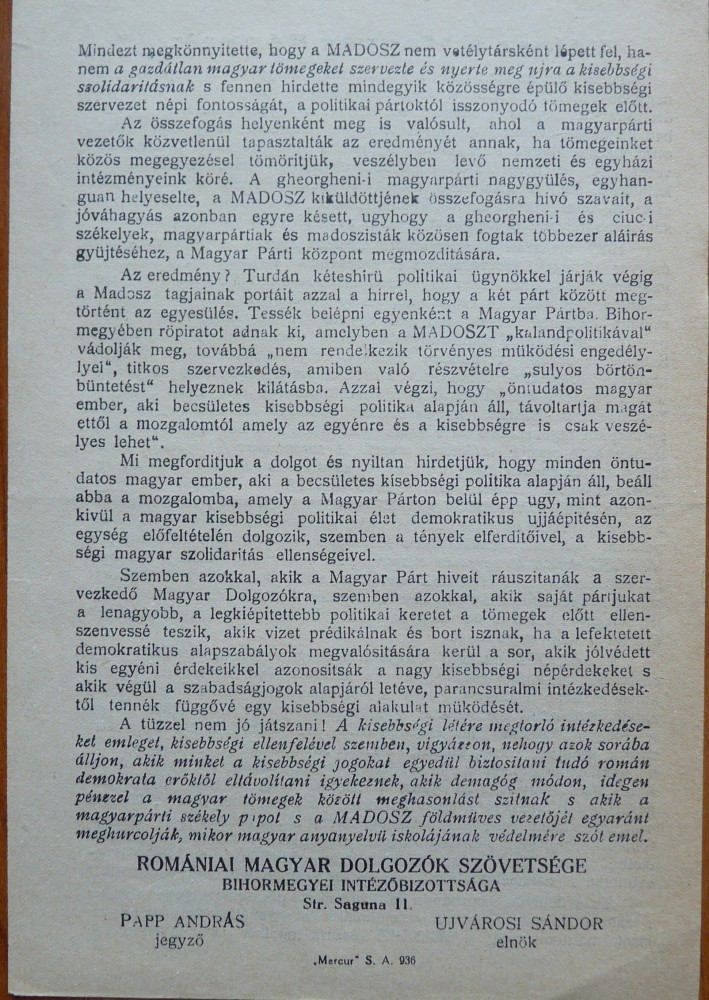 Mindezt megkönnyitette, hogy a MADOSZ nem vetélytársként lépett fel, ha-
nem a gazdátlan magyar tömegeket szervezte és nyerte meg ujra a kisebbségi
szolidaritásnak s fennen hirdette mindegyik közösségre épülő kisebbségi
szervezet népi fontosságát, a politikai pártoktól isszonyodó tömegek előtt.
Az összefogás helyenként meg is valósult, ahol a magyarpárti
vezetők közvetlenül tapasztalták az eredményét annak, ha tömegeinket
közös megegyezésel tömöritjük, veszélyben levő nemzeti és egyházi
intézményeink köré. A gheorgheni-i magyarpárti nagygyülés, egyhan-
guan helyeselte, a MADOSZ kiküldöttjének összefogásra hivó szavait, a
jóváhagyás azonban egyre késett, ugyhogy a gheorgheni-i és ciuc-i
székelyek, magyarpártiak és madoszisták közösen fogtak többezer aláirás
gyüjtéséhez, a Magyar Párti központ megmozditására.
Az eredmény? Turdán kéteshirü politikai ügynökkel járják végig
a Madosz tagjainak portáit azzal a hirrel, hogy a két párt között meg-
történt az egyesülés. Tessék belépni egyenként a Magyar Pártba. Bihor-
megyében röpiratot adnak ki, amelyben a MADOSZT „kalandpolitikával“
vádolják meg, továbbá „nem rendelkezik törvényes müködési engedély-
lyel“, titkos szervezkedés, amiben való részvételre „sulyos börtön-
büntetést“ helyeznek kilátásba. Azzal végzi, hogy „öntudatos magyar
ember, aki becsületes kisebbségi politika alapján áll, távoltartja magát
ettől a mozgalomtól amely az egyénre és a kisebbségre is csak veszé-
lyes lehet“.
Mi megforditjuk a dolgot és nyiltan hirdetjük, hogy minden öntu-
datos magyar ember, aki a becsületes kisebbségi politika alapján áll, beáll
abba a mozgalomba, amely a Magyar Párton belül épp ugy, mint azon-
kivül a magyar kisebbségi politikai élet demokratikus ujjáépitésén, az
egység előfeltételén dolgozik, szemben a tények elferditőivel, a kisebb-
ségi magyar szolidaritás ellenségeivel.
Szemben azokkal, akik a Magyar Párt hiveit ráuszitanák a szer-
vezkedő Magyar Dolgozókra, szemben azokkal, akik saját pártjukat
a lenagyobb, a legkiépitettebb politikai keretet a tömegek előtt ellen-
szenvessé teszik, akik vizet prédikálnak és bort isznak, ha a lefektetett
demokratikus alapszabályok megvalósitására kerül a sor, akik jólvédett
kis egyéni érdekeikkel azonositsák a nagy kisebbségi népérdekeket s
akik végül a szabadságjogok alapjáról letéve, parancsuralmi intézkedések-
től tennék függővé egy kisebbségi alakulat müködését.
A tüzzel nem jó játszani! A kisebbségi létére megtorló intézkedése-
ket emleget, kisebbségi ellenfelével szemben, vigyázzon, nehogy azok sorába
álljon, akik minket a kisebbségi jogokat egyedül biztositani tudó román
demokrata erőktől eltávolitani igyekeznek, akik demagóg módon, idegen
pénzzel a magyar tömegek között meghasonlást szitnak s akik a
magyarpárti székely papot s a MADOSZ földmüves vezetőjét egyaránt
meghurcolják, mikor magyar anyanyelvü iskolájának védelmére szót emel.
ROMÁNIAI MAGYAR DOLGOZÓK SZÖVETSÉGE
BIHORMEGYEI INTÉZŐBIZOTTSÁGA
Str. Saguna 11.
PAPP ANDRÁS UJVÁROSI SÁNDOR
jegyző elnök
„Mercur“ S. A. 936